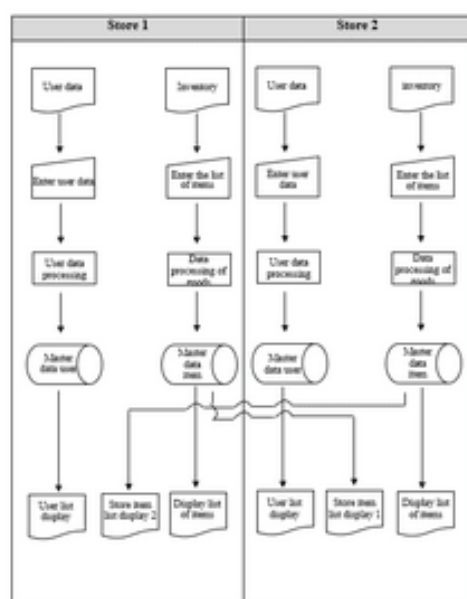 Store 1
Store 2
User data
Inventory
User data
inventory
Enter user data
Enter the list
of items
Enter user
data
Enter the list
of items
User data
processing
Data
processing of
goods
User data
processing
Data
processing of
goods
Master
data user
Master
data
item
Master
data user
Master
data
item
User list
display
Store item
list display 2
Display list
of items
User list
display
Store item
list display 1
Display list
of items